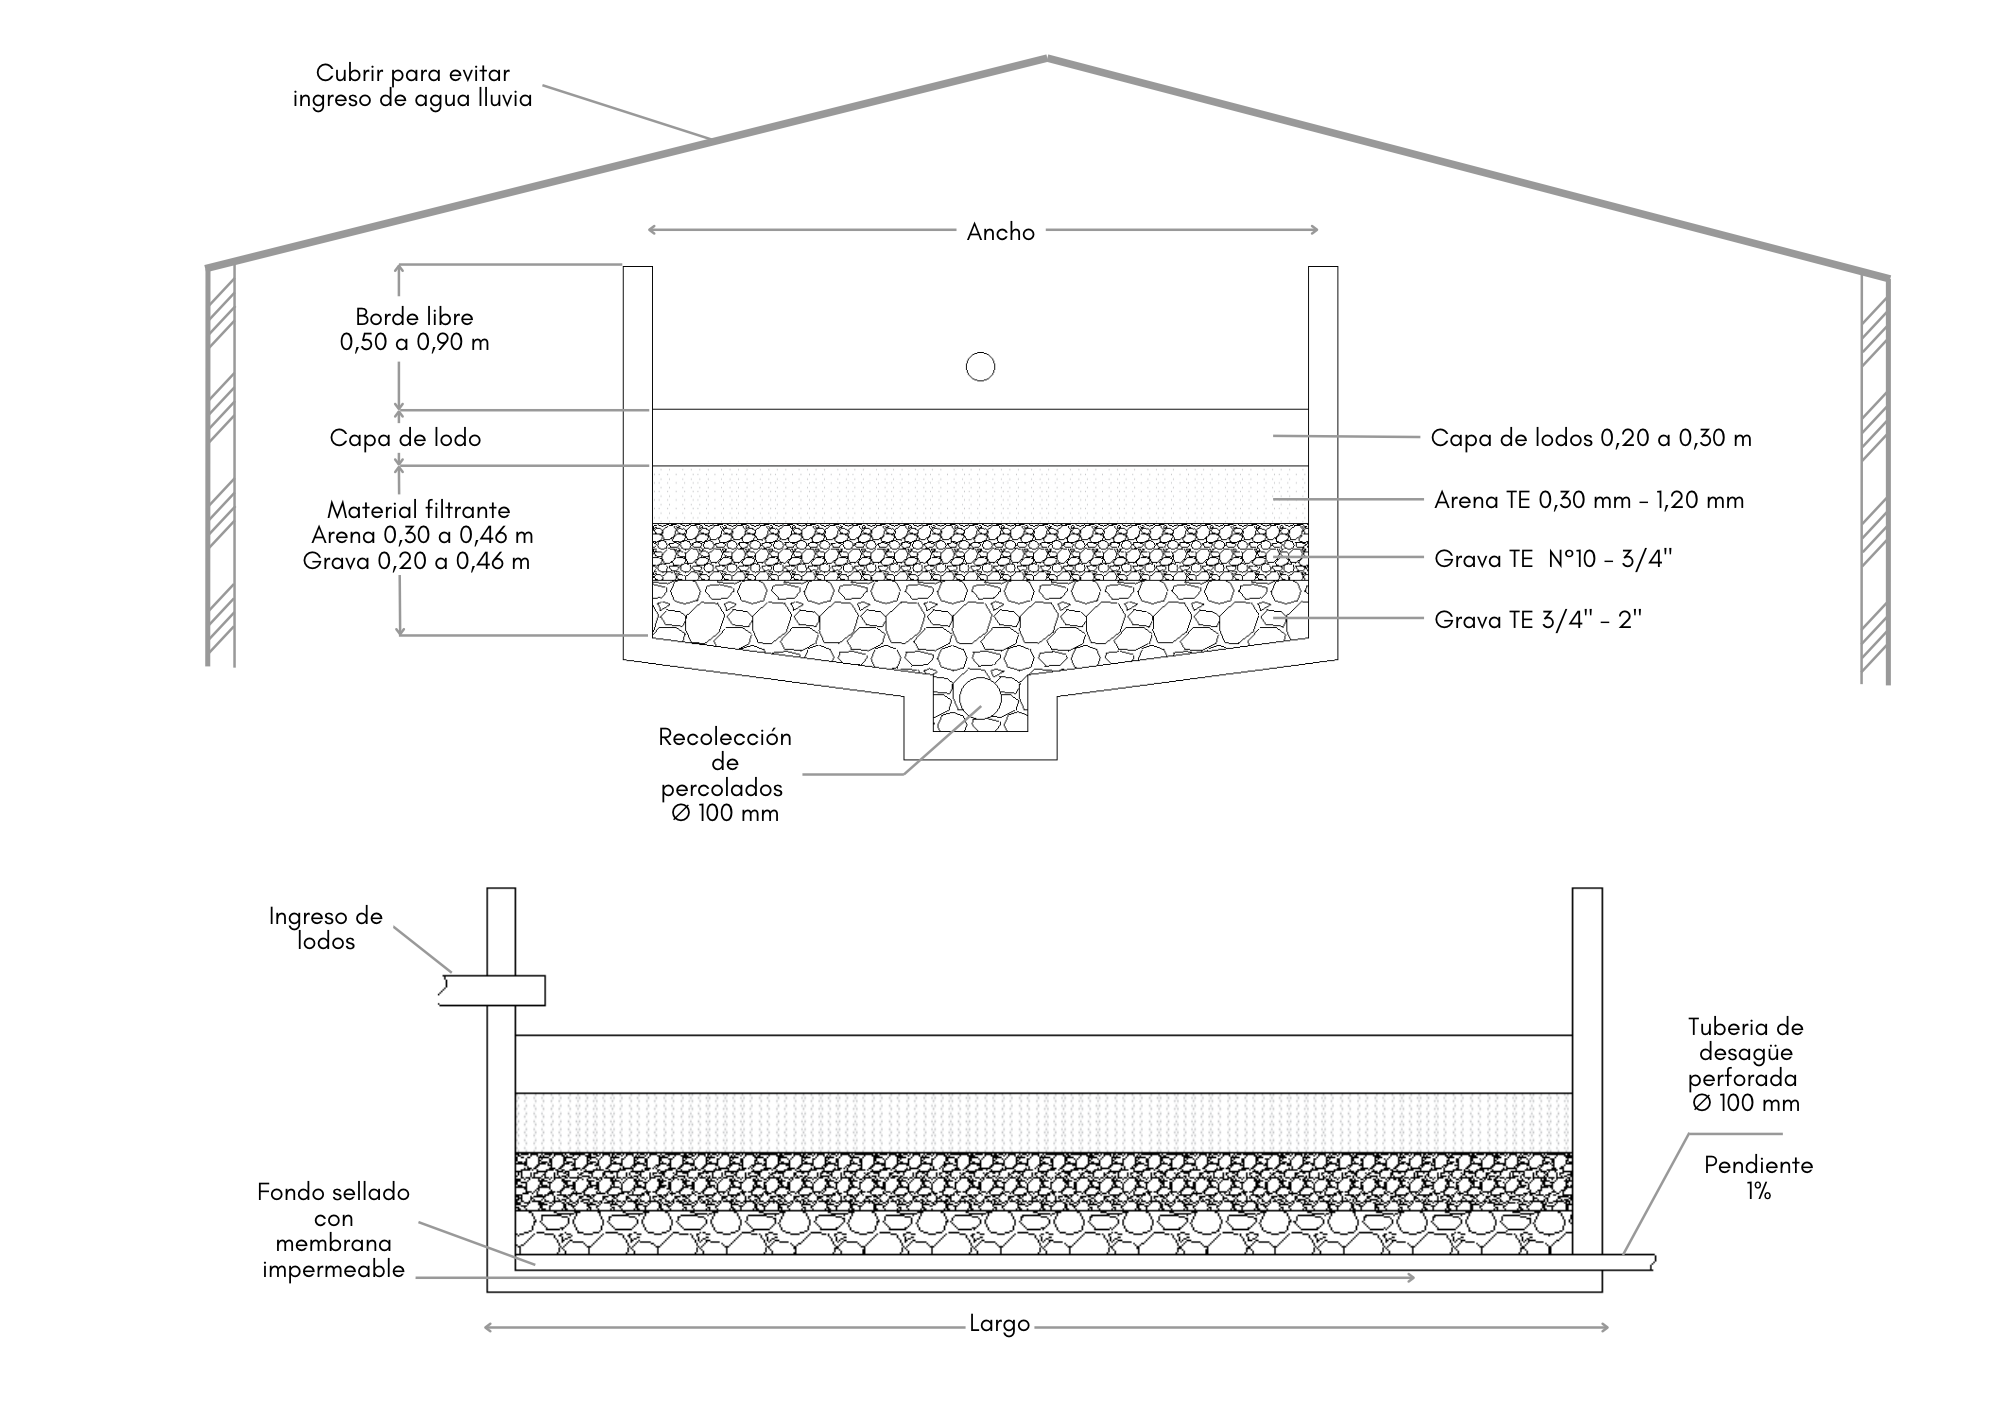 Cubrir para evitar
ingreso de agua lluvia
Ancho
Borde libre
0,50 a 0,90 m
Capa de lodo
Material filtrante
Arena 0,30 a 0,46 m
Grava 0,20 a 0,46 m
Capa de lodos 0,20 a 0,30 m
Arena TE 0,30 mm - 1,20 mm
Grava TE N°10 - 3/4"
Grava TE 3/4" - 2"
Recolección
de
percolados
Ø 100 mm
Ingreso de
lodos
Tuberia de
desagüe
perforada
Ø 100 mm
Pendiente
1%
Fondo sellado
con
membrana
impermeable
Largo